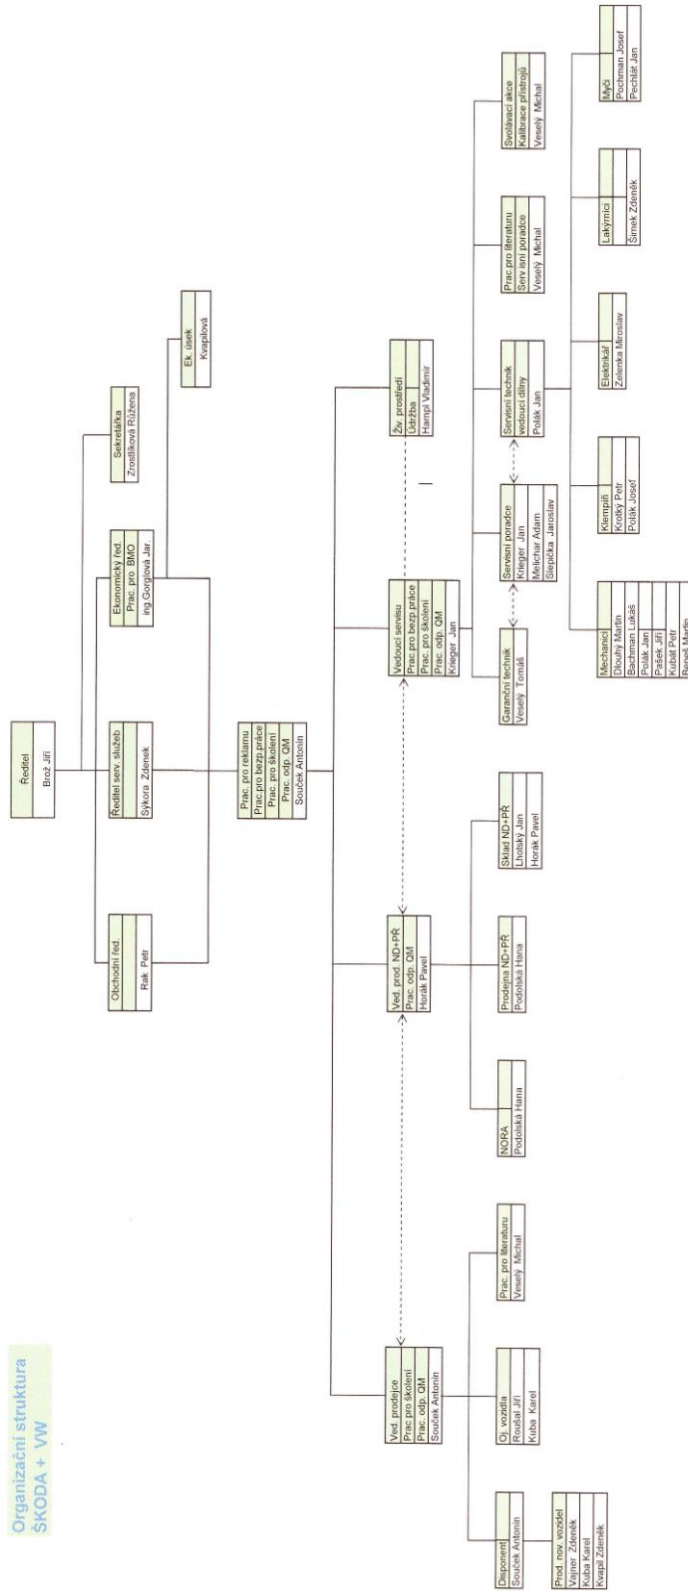 Organizační struktura
ŠKODA + VW
Ředitel
Brož Jiří
Obchodní řed.
Rak Petr
Ředitel serv. služeb
Sýkora Zdenek
Ekonomický řed.
Prac. pro BMO
ing.Gorglová Jar.
Sekretářka
Zrostlíková Růžena
Ek. úsek
Kvapilová
Prac. pro reklamu
Prac.pro bezp.práce
Prac. pro školení
Prac. odp. QM
Souček Antonín
Ved. prodejce
Prac pro školení
Prac. odp. QM
Souček Antonín
Ved. prod. ND+PŘ
Prac. odp. QM
Horák Pavel
Vedoucí servisu
Prac.pro bezp.práce
Prac. pro školení
Prac. odp. QM
Krieger Jan
Živ. prostředí
Údržba
Hampl Vladimír
Disponent
Souček Antonín
Oj. vozidla
Roušal Jiří
Kuba Karel
Prac. pro literaturu
Veselý Michal
NORA
Podolská Hana
Prodejna ND+PŘ
Podolská Hana
Sklad ND+PŘ
Lhotský Jan
Horák Pavel
Garanční technik
Veselý Tomáš
Servisní poradce
Krieger Jan
Melichar Adam
Slepička Jaroslav
Servisní technik
vedoucí dílny
Polák Jan
Prac.pro literaturu
Servisní poradce
Veselý Michal
Svolávací akce
Kalibrace přístrojů
Veselý Michal
Prod. nov. vozidel
Vajner Zdeněk
Kuba Karel
Kvapil Zdeněk
Mechanici
Dlouhý Martin
Bachman Lukáš
Polák Jan
Pašek Jiří
Kubát Petr
Beneš Martin
Klempíři
Krotký Petr
Polák Josef
Elektrikář
Zelenka Miroslav
Lakýrníci
Šimek Zdeněk
Myči
Pochman Josef
Pechlát Jan